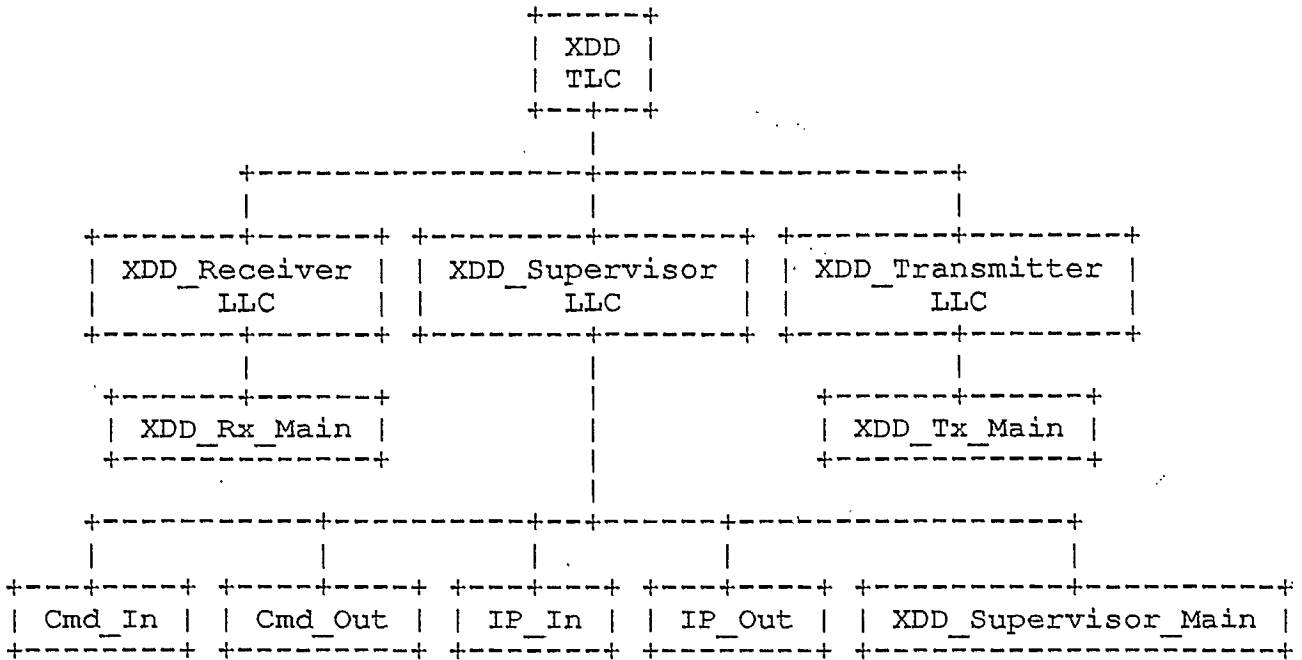 XDD
TLC
XDD_Receiver XDD_Supervisor XDD_Transmitter
LLC LLC LLC
XDD_Rx_Main XDD_Tx_Main
Cmd_In Cmd_Out IP_In IP_Out XDD_Supervisor_Main